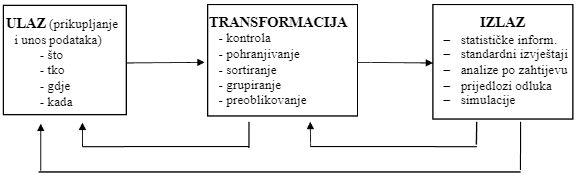 ULAZ (prikupljanje
i unos podataka)
- što
- tko
- gdje
- kada
TRANSFORMACIJA
- kontrola
- pohranjivanje
- sortiranje
- grupiranje
- preoblikovanje
IZLAZ
– statističke inform.
– standardni izvještaji
– analize po zahtijevu
– prijedlozi odluka
– simulacije